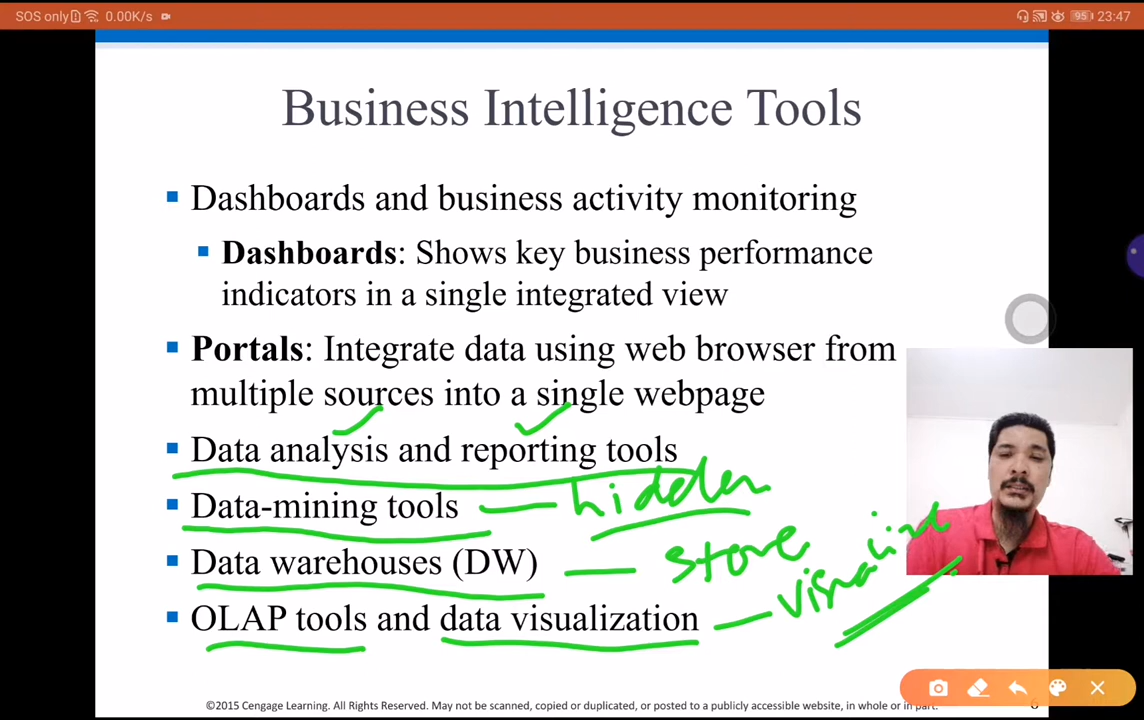 SOS only 0.00K/s 95 23:47
Business Intelligence Tools
Dashboards and business activity monitoring
Dashboards: Shows key business performance
indicators in a single integrated view
Portals: Integrate data using web browser from
multiple sources into a single webpage
Data analysis and reporting tools
Data-mining tools hidden
Data warehouses (DW) store
OLAP tools and data visualization
©2015 Cengage Learning. All Rights Reserved. May not be scanned, copied or duplicated, or posted to a publicly accessible website, in whole or in part.